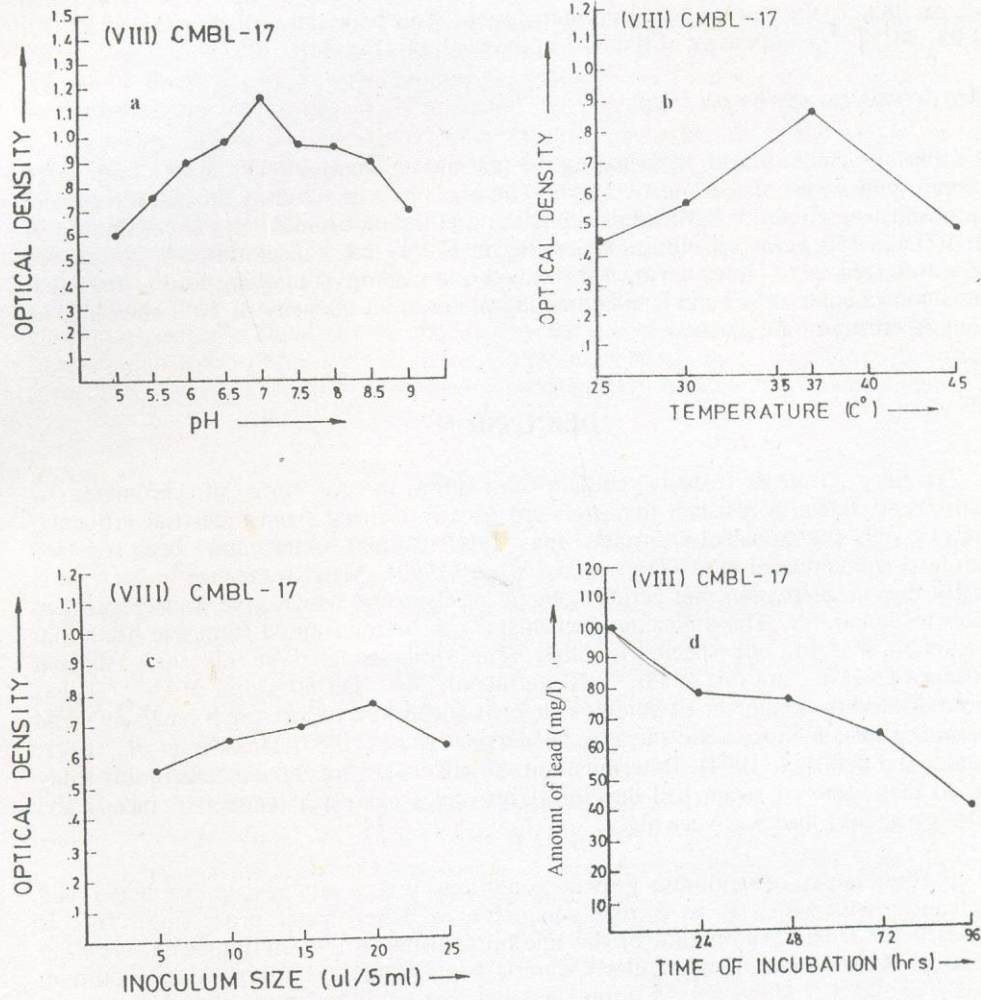 (VIII) CMBL-17
a
OPTICAL DENSITY
1.5
1.4
1.3
1.2
1.1
1.0
.9
.8
.7
.6
.5
.4
.3
.2
.1
5 5.5 6 6.5 7 7.5 8 8.5 9
pH
(VIII) CMBL-17
b
OPTICAL DENSITY
1.2
1.1
1.0
.9
.8
.7
.6
.5
.4
.3
.2
.1
25 30 35 37 40 45
TEMPERATURE (C°)
(VIII) CMBL-17
c
OPTICAL DENSITY
1.2
1.1
1.0
.9
.8
.7
.6
.5
.4
.3
.2
.1
5 10 15 20 25
INOCULUM SIZE (ul/5ml)
(VIII) CMBL-17
d
Amount of lead (mg/l)
120
110
100
90
80
70
60
50
40
30
20
10
24 48 72 96
TIME OF INCUBATION (hrs)